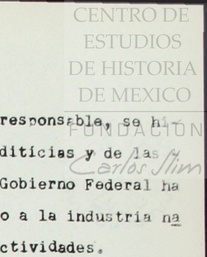 CENTRO DE
ESTUDIOS
DE HISTORIA
DE MEXICO
responsable, se hi-
FUNDACIÓN
diticias y de las
Carlos Slim
Gobierno Federal ha
o a la industria na
ctividades.